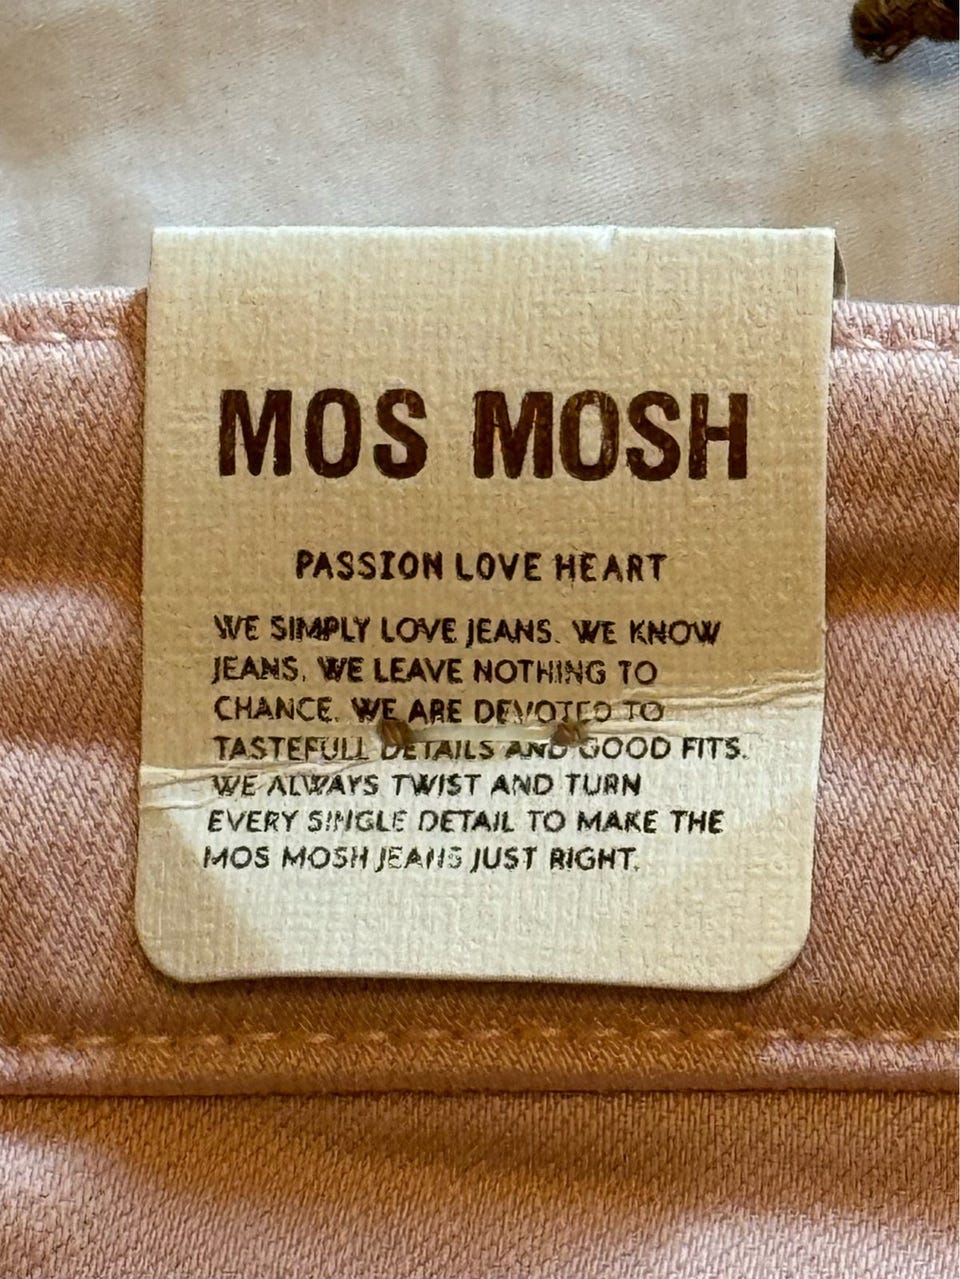 MOS MOSH
PASSION LOVE HEART
WE SIMPLY LOVE JEANS. WE KNOW
JEANS, WE LEAVE NOTHING TO
CHANCE. WE ARE DEVOTED TO
TASTEFULL DETAILS AND GOOD FITS.
WE ALWAYS TWIST AND TURN
EVERY SINGLE DETAIL TO MAKE THE
MOS MOSH JEANS JUST RIGHT.